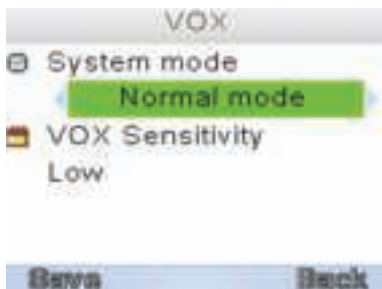 VOX
System mode
Normal mode
VOX Sensitivity
Low
Save Back